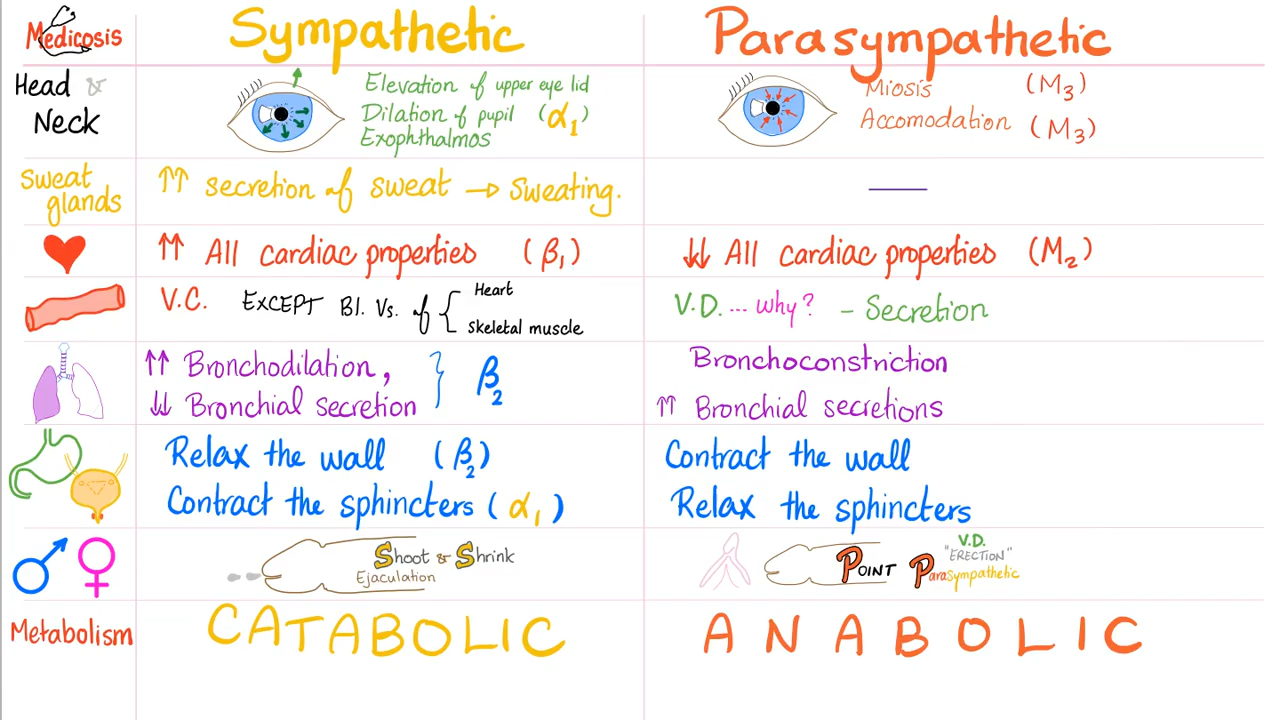 Medicosis
Sympathetic
Parasympathetic
Head &
Neck
Elevation of upper eye lid
Dilation of pupil (α1)
Exophthalmos
Miosis (M3)
Accomodation (M3)
Sweat
glands
↑↑ secretion of sweat → Sweating.
↑↑ All cardiac properties (β1)
↓↓ All cardiac properties (M2)
V.C. EXCEPT Bl. Vs. of { Heart
Skeletal muscle
V.D. ... why? - Secretion
↑↑ Bronchodilation,
↓↓ Bronchial secretion } β2
Bronchoconstriction
↑↑ Bronchial secretions
Relax the wall (β2)
Contract the sphincters (α1)
Contract the wall
Relax the sphincters
Shoot & Shrink
Ejaculation
POINT
V.D.
"ERECTION"
Parasympathetic
Metabolism
CATABOLIC
ANABOLIC